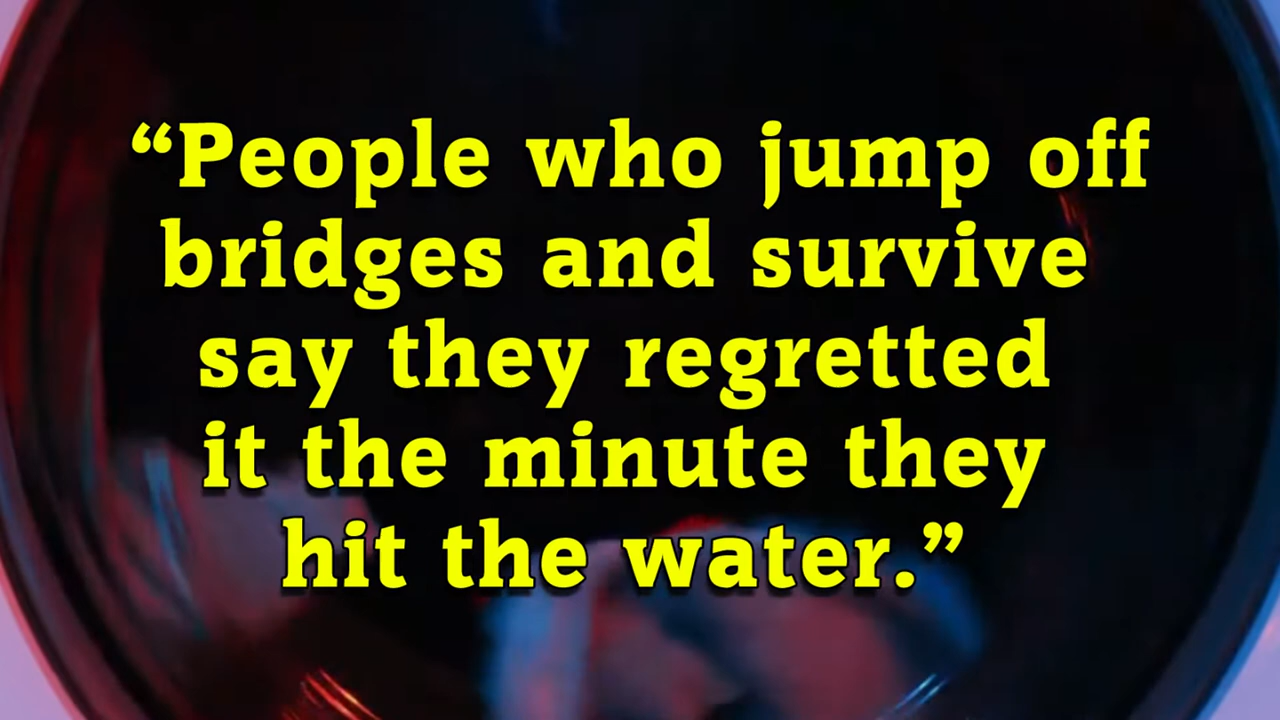 “People who jump off
bridges and survive
say they regretted
it the minute they
hit the water.”